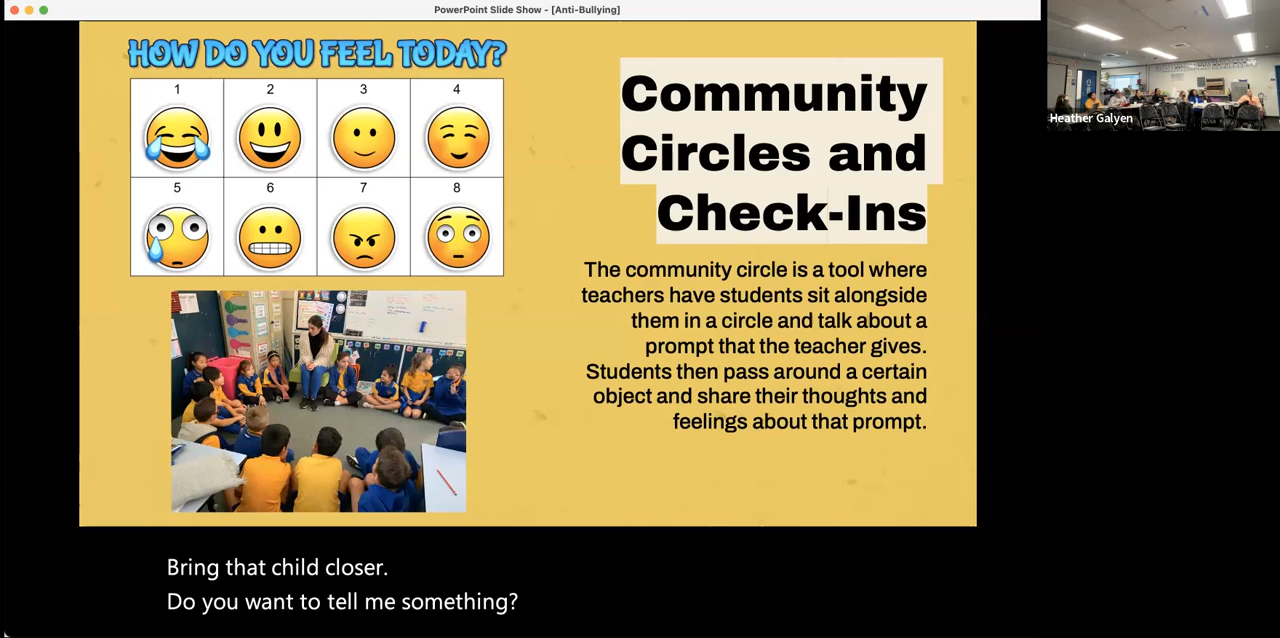 PowerPoint Slide Show - [Anti-Bullying]
HOW DO YOU FEEL TODAY?
1 2 3 4
5 6 7 8
Community
Circles and
Check-Ins
The community circle is a tool where
teachers have students sit alongside
them in a circle and talk about a
prompt that the teacher gives.
Students then pass around a certain
object and share their thoughts and
feelings about that prompt.
Heather Galyen
Bring that child closer.
Do you want to tell me something?